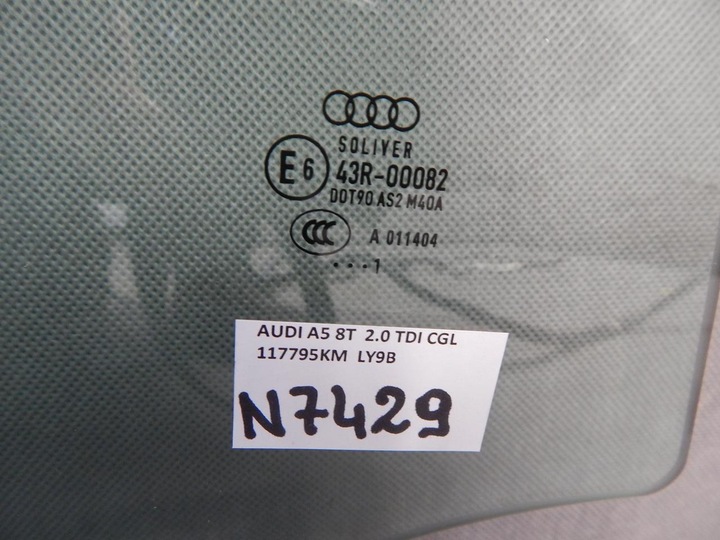 SOLIVER
E6 43R-00082
DOT90 AS2 M40A
CCC A 011404
...1
AUDI A5 8T 2.0 TDI CGL
117795KM LY9B
N7429